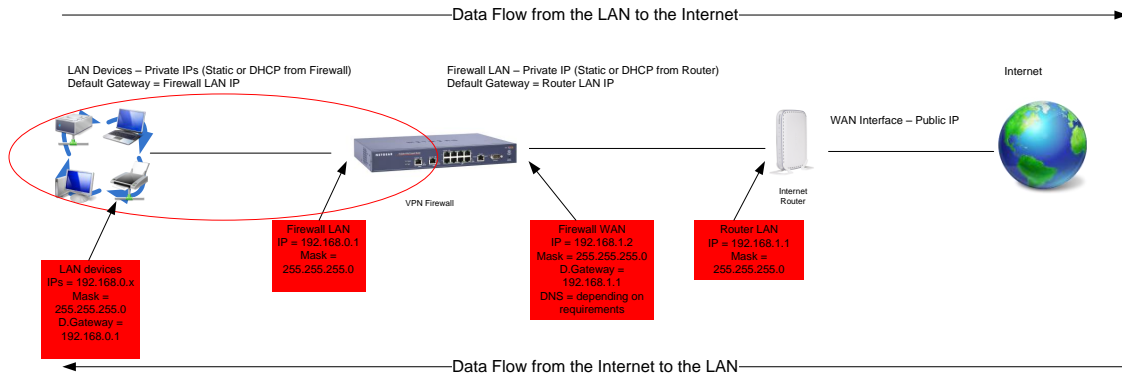 Data Flow from the LAN to the Internet
LAN Devices – Private IPs (Static or DHCP from Firewall)
Default Gateway = Firewall LAN IP
Firewall LAN – Private IP (Static or DHCP from Router)
Default Gateway = Router LAN IP
Internet
WAN Interface – Public IP
NETGEAR
VPN Firewall
Internet
Router
Firewall LAN
IP = 192.168.0.1
Mask =
255.255.255.0
Firewall WAN
IP = 192.168.1.2
Mask = 255.255.255.0
D.Gateway =
192.168.1.1
DNS = depending on
requirements
Router LAN
IP = 192.168.1.1
Mask =
255.255.255.0
LAN devices
IPs = 192.168.0.x
Mask =
255.255.255.0
D.Gateway =
192.168.0.1
Data Flow from the Internet to the LAN